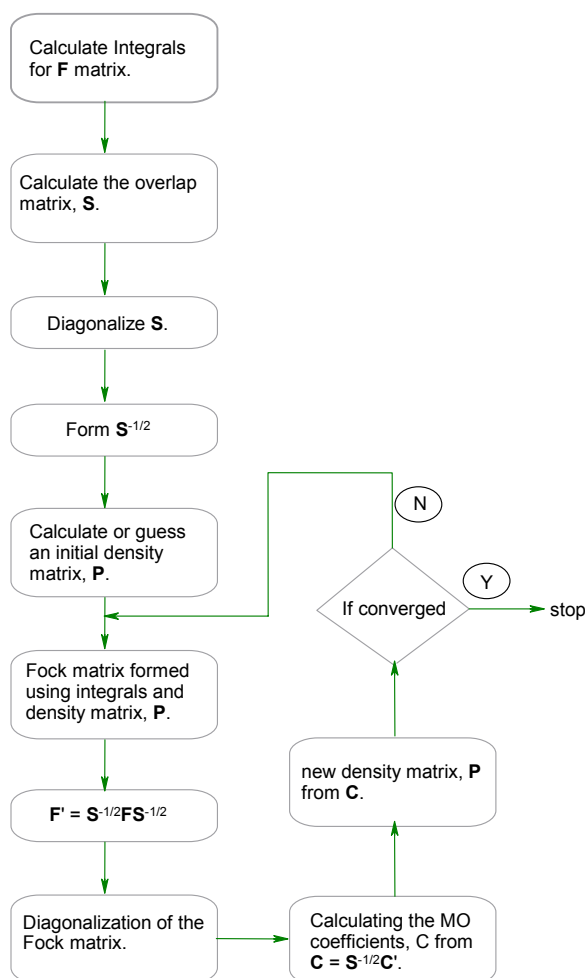 Calculate Integrals
for F matrix.
Calculate the overlap
matrix, S.
Diagonalize S.
Form S⁻¹/²
Calculate or guess
an initial density
matrix, P.
Fock matrix formed
using integrals and
density matrix, P.
F' = S⁻¹/²FS⁻¹/²
Diagonalization of the
Fock matrix.
Calculating the MO
coefficients, C from
C = S⁻¹/²C'.
new density matrix, P
from C.
If converged
N
Y
stop